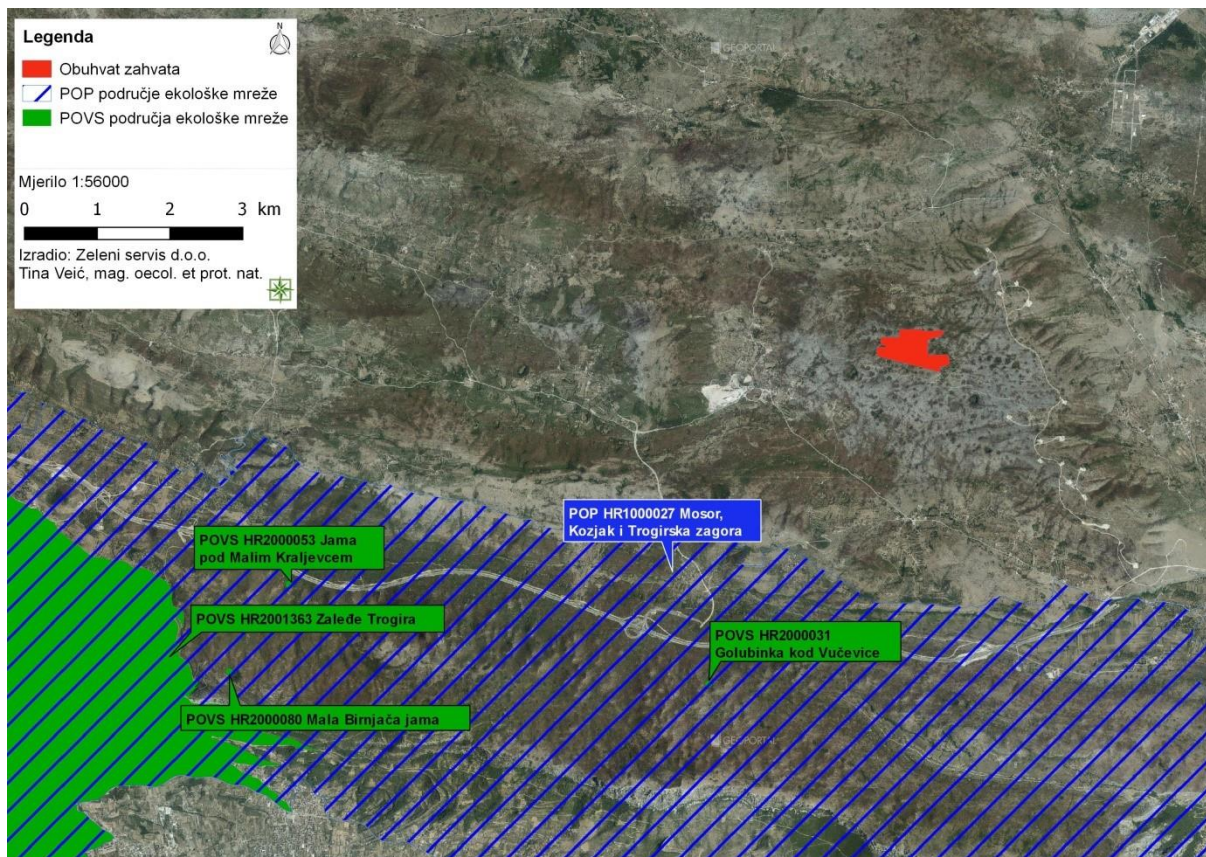 Legenda
N
Obuhvat zahvata
POP područje ekološke mreže
POVS područja ekološke mreže
Mjerilo 1:56000
0 1 2 3 km
Izradio: Zeleni servis d.o.o.
Tina Veić, mag. oecol. et prot. nat.
GEOPORTAL
POP HR1000027 Mosor,
Kozjak i Trogirska zagora
POVS HR2000053 Jama
pod Malim Kraljevcem
POVS HR2001363 Zaleđe Trogira
POVS HR2000031
Golubinka kod Vučevice
POVS HR2000080 Mala Birnjača jama
GEOPORTAL